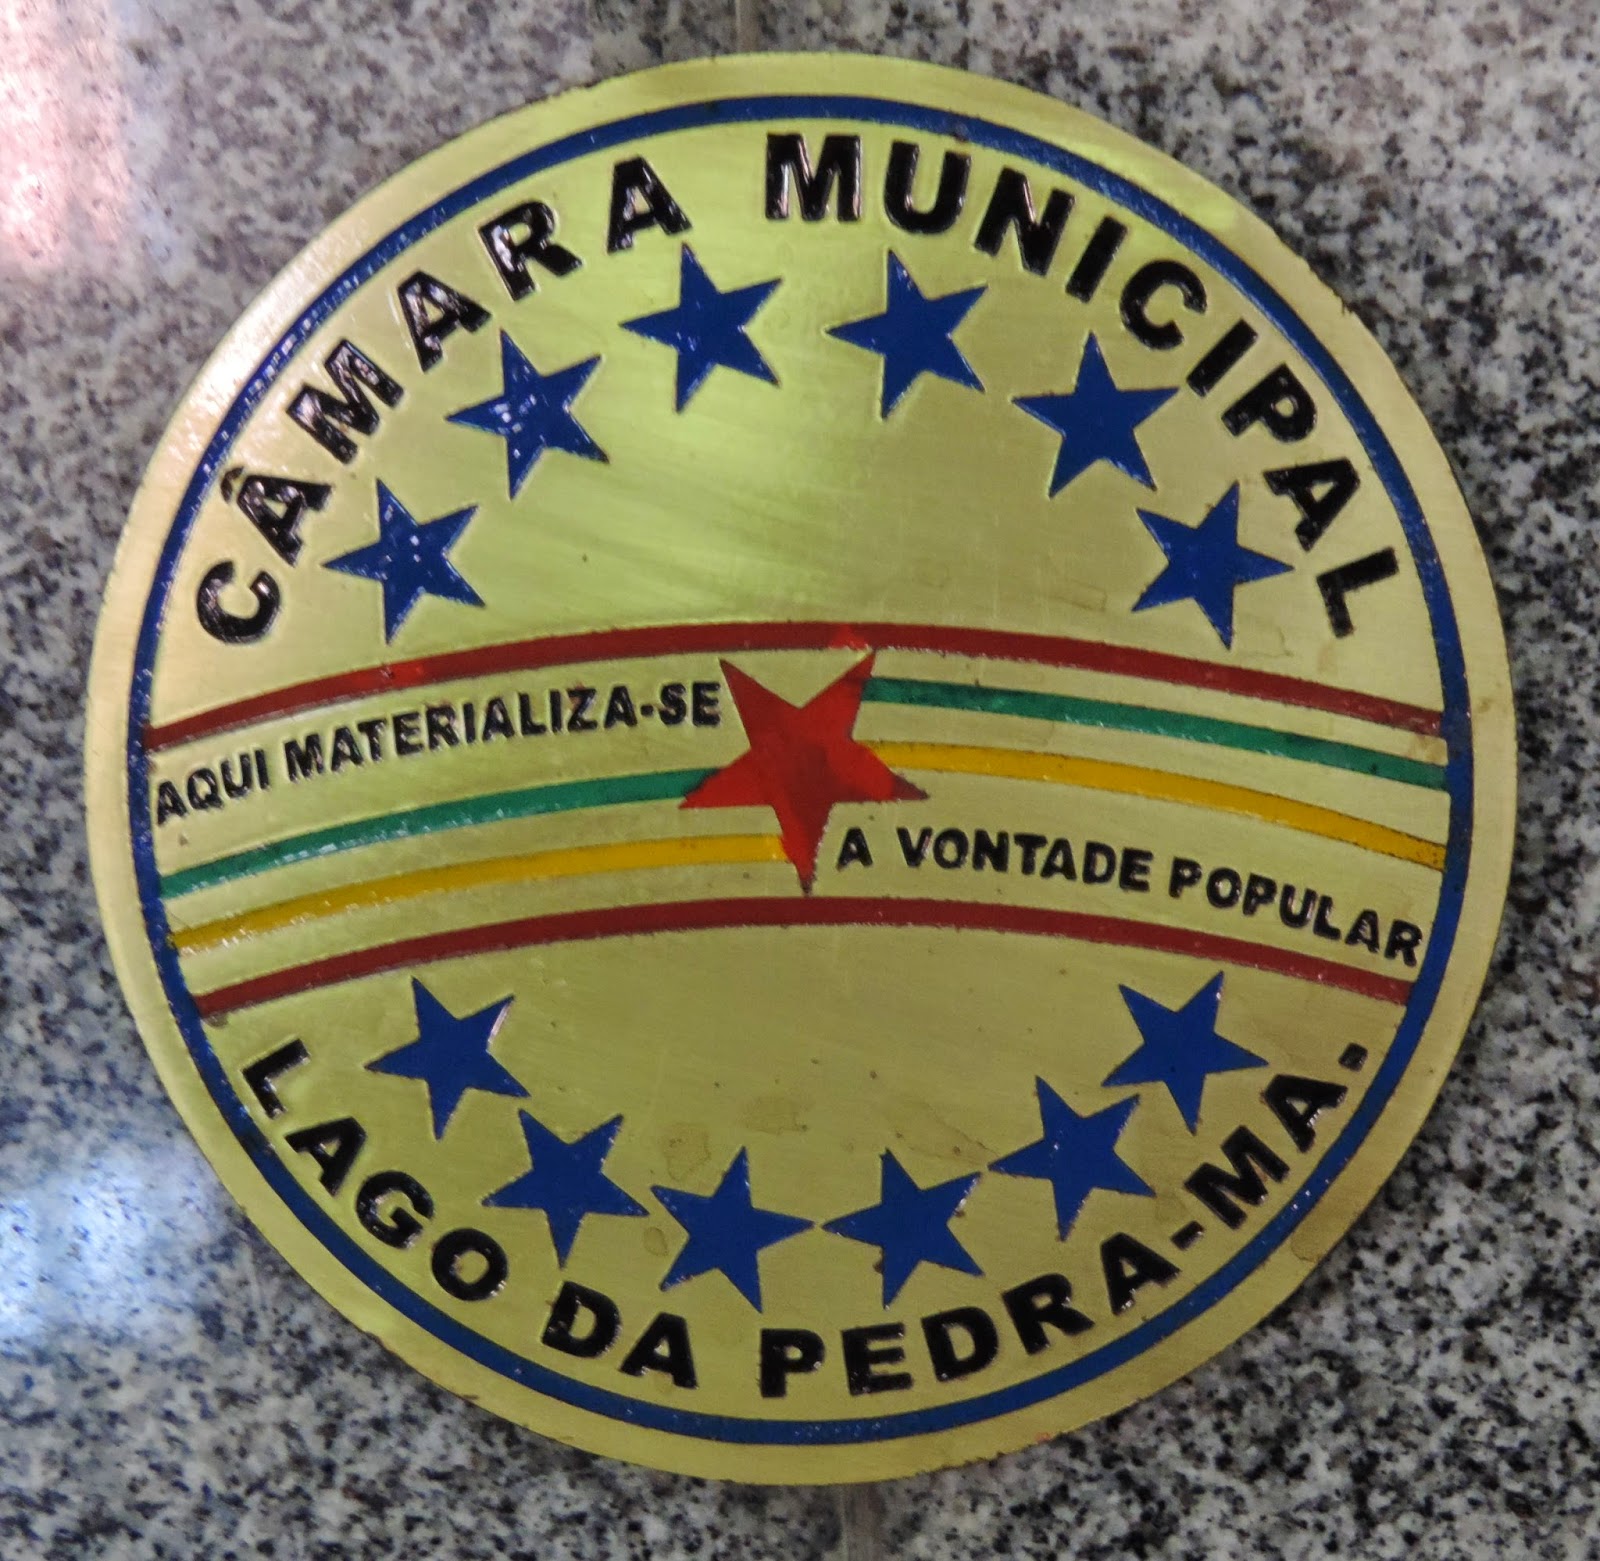 CÂMARA MUNICIPAL
AQUI MATERIALIZA-SE
A VONTADE POPULAR
LAGO DA PEDRA-MA.